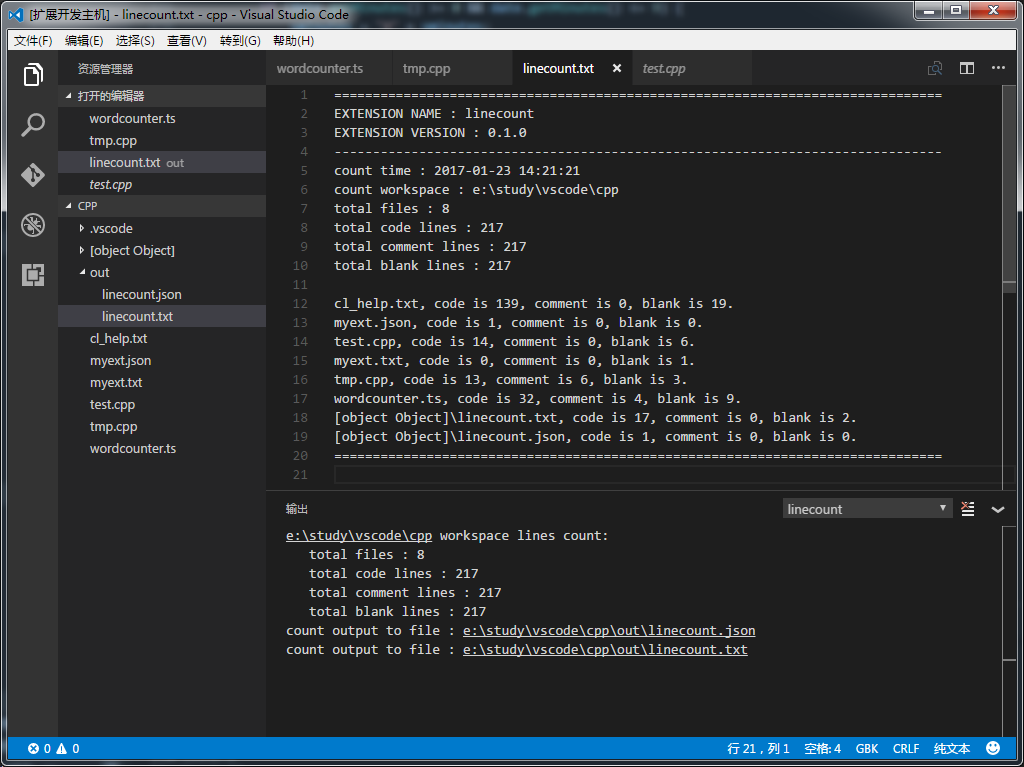 [扩展开发主机] - linecount.txt - cpp - Visual Studio Code
文件(F) 编辑(E) 选择(S) 查看(V) 转到(G) 帮助(H)
资源管理器
打开的编辑器
wordcounter.ts
tmp.cpp
linecount.txt out
test.cpp
CPP
.vscode
[object Object]
out
linecount.json
linecount.txt
cl_help.txt
myext.json
myext.txt
test.cpp
tmp.cpp
wordcounter.ts
wordcounter.ts tmp.cpp linecount.txt × test.cpp ···
1 ===============================================================================
2 EXTENSION NAME : linecount
3 EXTENSION VERSION : 0.1.0
4 -------------------------------------------------------------------------------
5 count time : 2017-01-23 14:21:21
6 count workspace : e:\study\vscode\cpp
7 total files : 8
8 total code lines : 217
9 total comment lines : 217
10 total blank lines : 217
11
12 cl_help.txt, code is 139, comment is 0, blank is 19.
13 myext.json, code is 1, comment is 0, blank is 0.
14 test.cpp, code is 14, comment is 0, blank is 6.
15 myext.txt, code is 0, comment is 0, blank is 1.
16 tmp.cpp, code is 13, comment is 6, blank is 3.
17 wordcounter.ts, code is 32, comment is 4, blank is 9.
18 [object Object]\linecount.txt, code is 17, comment is 0, blank is 2.
19 [object Object]\linecount.json, code is 1, comment is 0, blank is 0.
20 ===============================================================================
21
输出 linecount
e:\study\vscode\cpp workspace lines count:
total files : 8
total code lines : 217
total comment lines : 217
total blank lines : 217
count output to file : e:\study\vscode\cpp\out\linecount.json
count output to file : e:\study\vscode\cpp\out\linecount.txt
0 0 行 21，列 1 空格: 4 GBK CRLF 纯文本